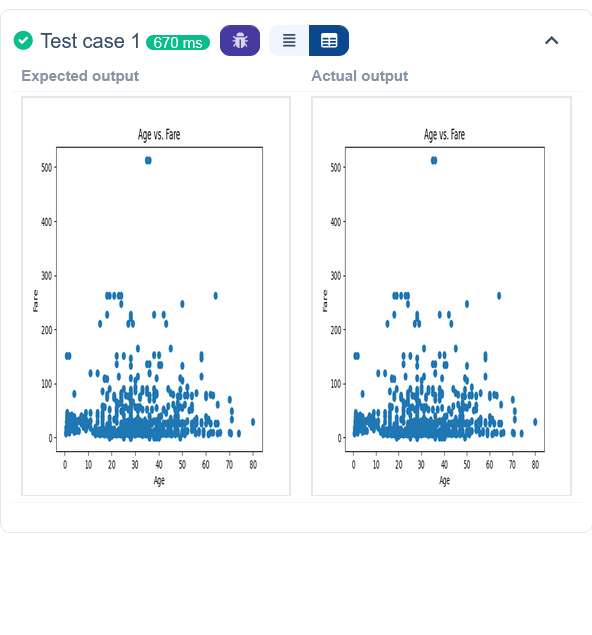 Test case 1 670 ms
Expected output
Actual output
Age vs. Fare
500
400
300
200
100
0
Fare
0 10 20 30 40 50 60 70 80
Age
Age vs. Fare
500
400
300
200
100
0
Fare
0 10 20 30 40 50 60 70 80
Age